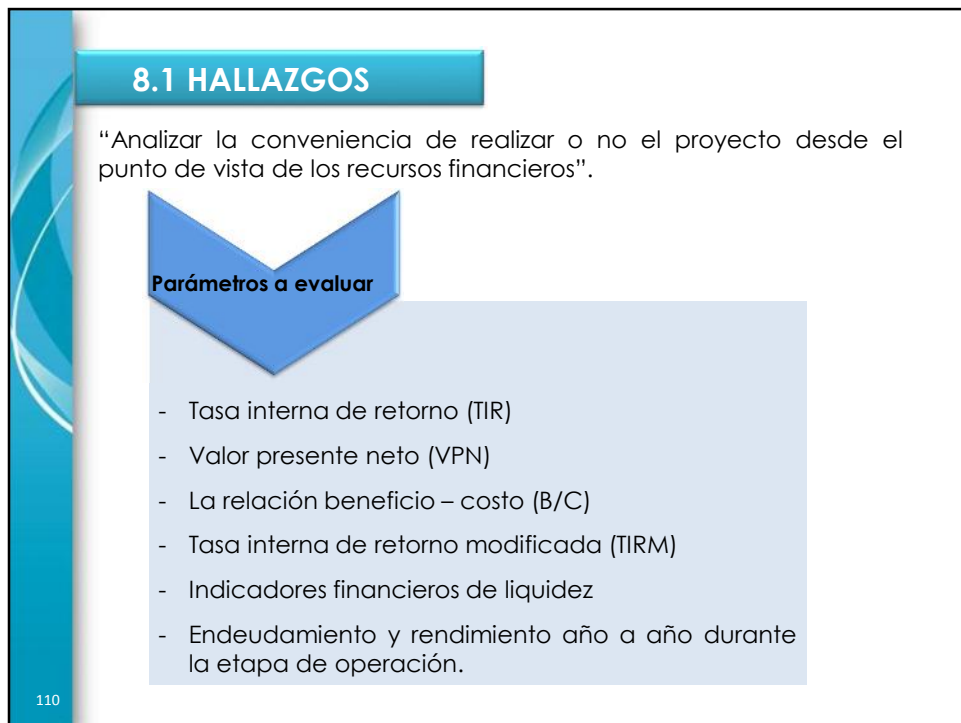 8.1 HALLAZGOS
“Analizar la conveniencia de realizar o no el proyecto desde el
punto de vista de los recursos financieros”.
Parámetros a evaluar
- Tasa interna de retorno (TIR)
- Valor presente neto (VPN)
- La relación beneficio – costo (B/C)
- Tasa interna de retorno modificada (TIRM)
- Indicadores financieros de liquidez
- Endeudamiento y rendimiento año a año durante
la etapa de operación.
110